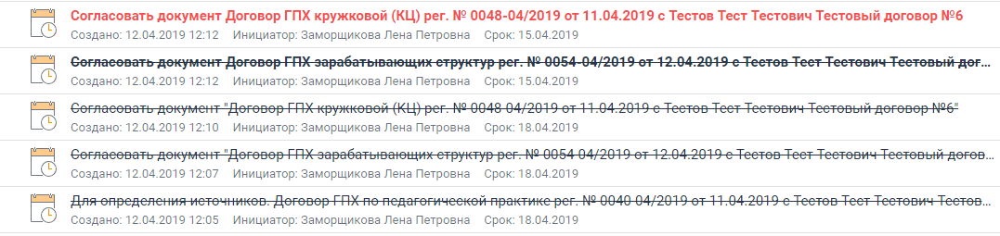 Согласовать документ Договор ГПХ кружковой (КЦ) рег. № 0048-04/2019 от 11.04.2019 с Тестов Тест Тестович Тестовый договор №6
Создано: 12.04.2019 12:12 Инициатор: Заморщикова Лена Петровна Срок: 15.04.2019
Согласовать документ Договор ГПХ зарабатывающих структур рег. № 0054-04/2019 от 12.04.2019 с Тестов Тест Тестович Тестовый дог...
Создано: 12.04.2019 12:12 Инициатор: Заморщикова Лена Петровна Срок: 15.04.2019
Согласовать документ "Договор ГПХ кружковой (КЦ) рег. № 0048-04/2019 от 11.04.2019 с Тестов Тест Тестович Тестовый договор №6"
Создано: 12.04.2019 12:10 Инициатор: Заморщикова Лена Петровна Срок: 18.04.2019
Согласовать документ "Договор ГПХ зарабатывающих структур рег. № 0054-04/2019 от 12.04.2019 с Тестов Тест Тестович Тестовый догов...
Создано: 12.04.2019 12:07 Инициатор: Заморщикова Лена Петровна Срок: 18.04.2019
Для определения источников. Договор ГПХ по педагогической практике рег. № 0040-04/2019 от 11.04.2019 с Тестов Тест Тестович Тестов...
Создано: 12.04.2019 12:05 Инициатор: Заморщикова Лена Петровна Срок: 18.04.2019